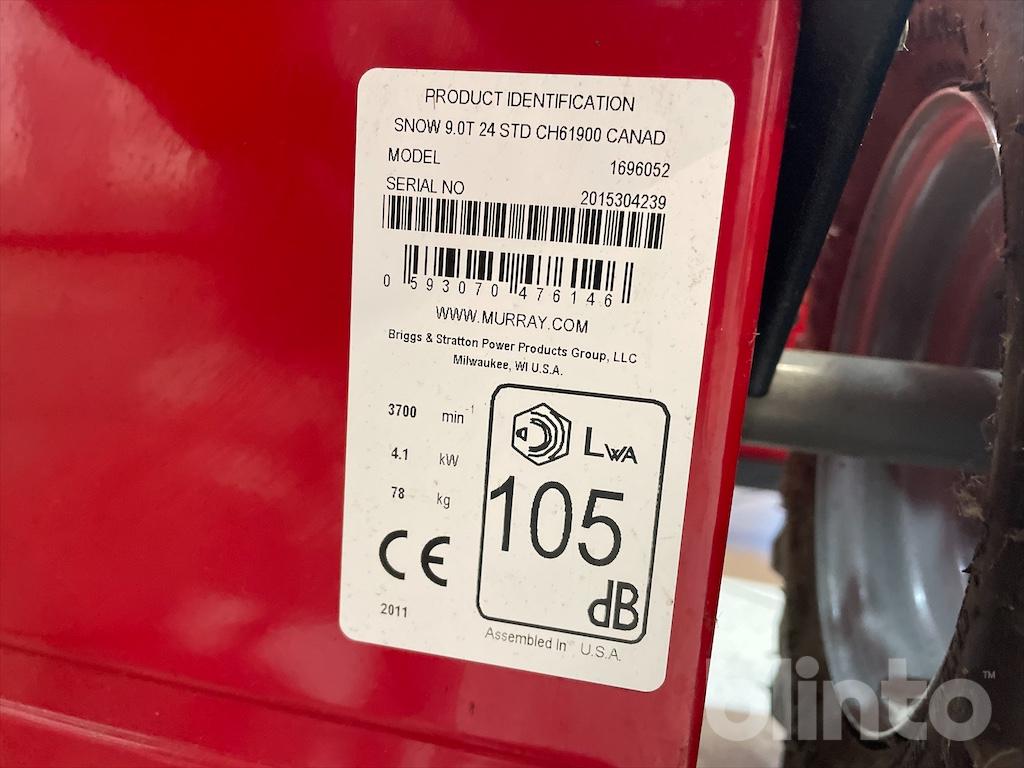 PRODUCT IDENTIFICATION
SNOW 9.0T 24 STD CH61900 CANAD
MODEL 1696052
SERIAL NO 2015304239
0 593070 476146
WWW.MURRAY.COM
Briggs & Stratton Power Products Group, LLC
Milwaukee, WI U.S.A.
3700 min-1
4.1 kW
78 kg
LWA
105
dB
CE
2011
Assembled In U.S.A.
blinto™